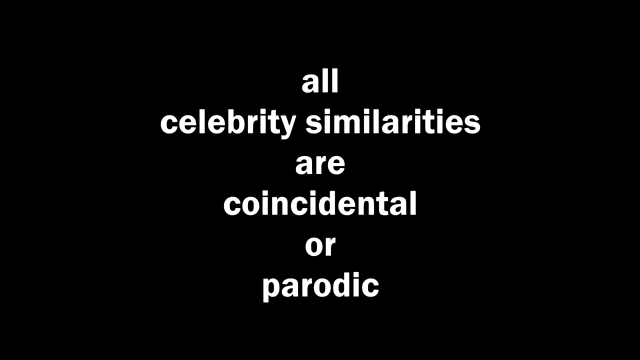 all
celebrity similarities
are
coincidental
or
parodic